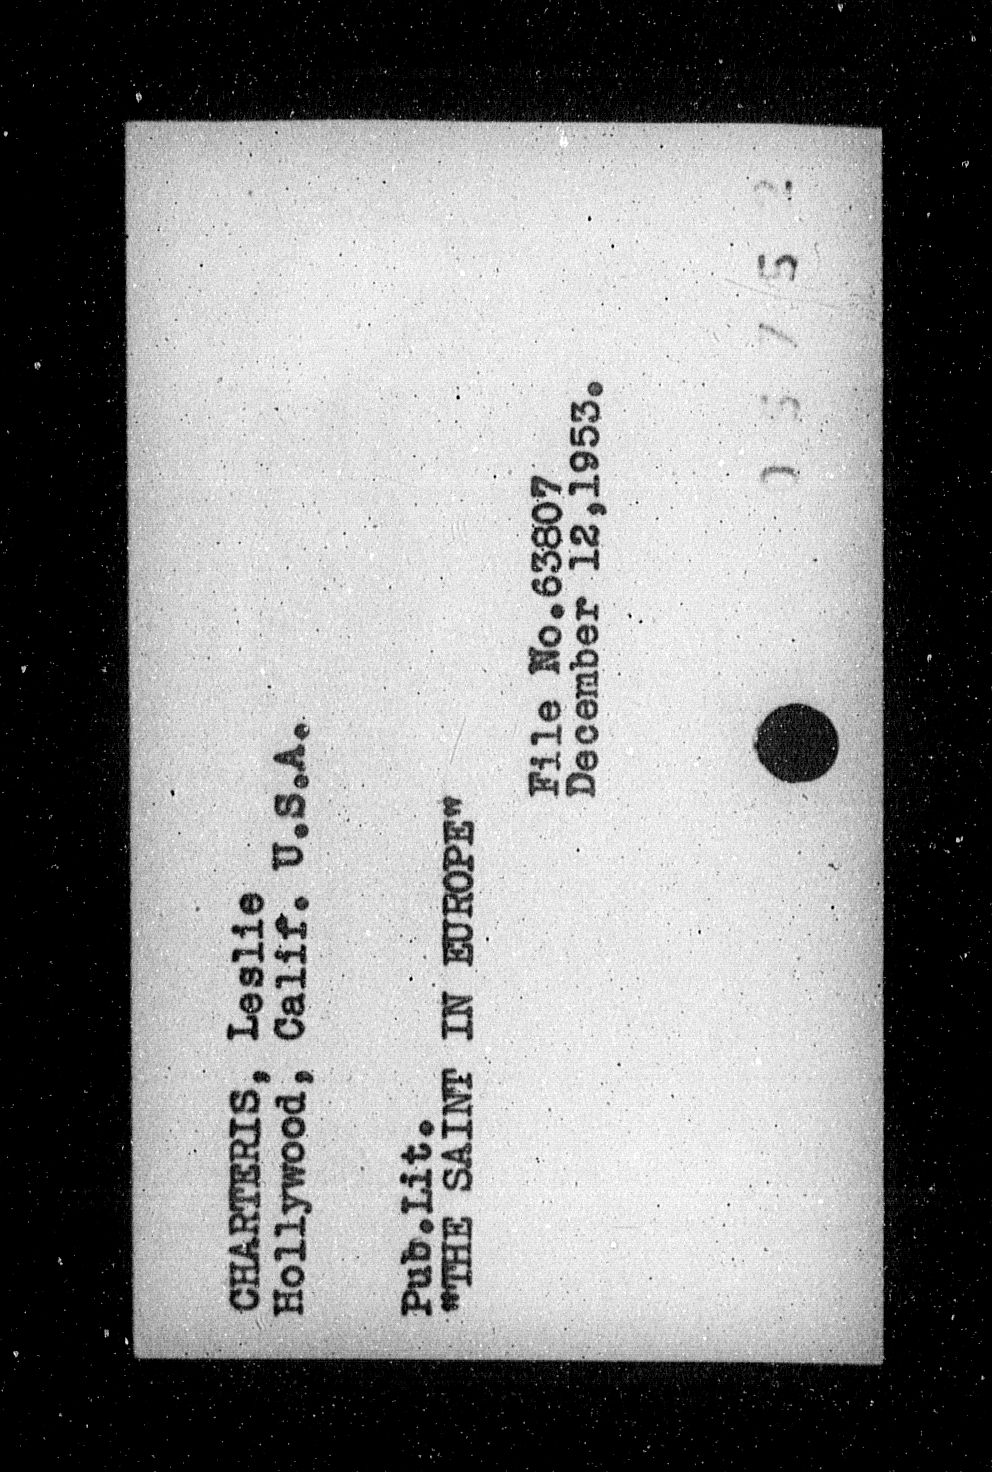 CHARTERIS, Leslie
Hollywood, Calif. U.S.A.
Pub.Lit.
"THE SAINT IN EUROPE"
File No.63807
December 12,1953.